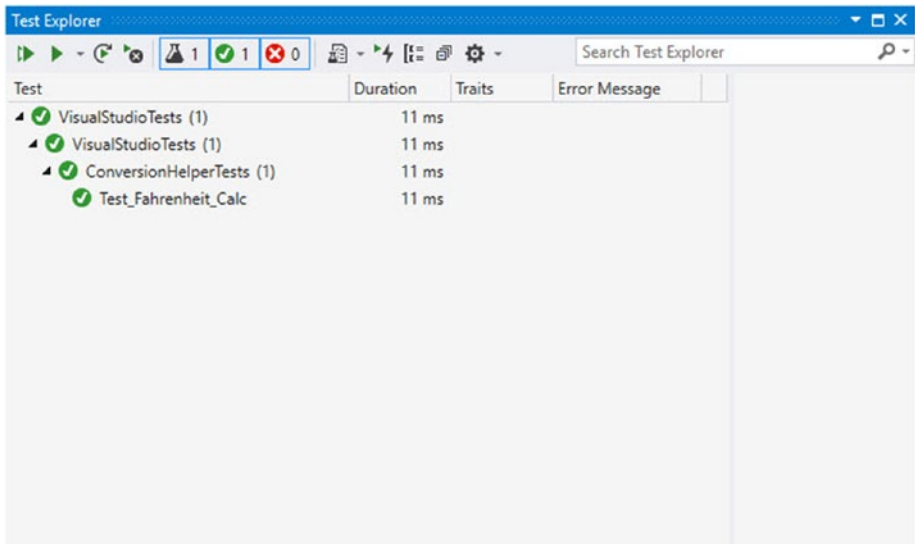 Test Explorer
1 1 0 Search Test Explorer
Test Duration Traits Error Message
VisualStudioTests (1) 11 ms
VisualStudioTests (1) 11 ms
ConversionHelperTests (1) 11 ms
Test_Fahrenheit_Calc 11 ms